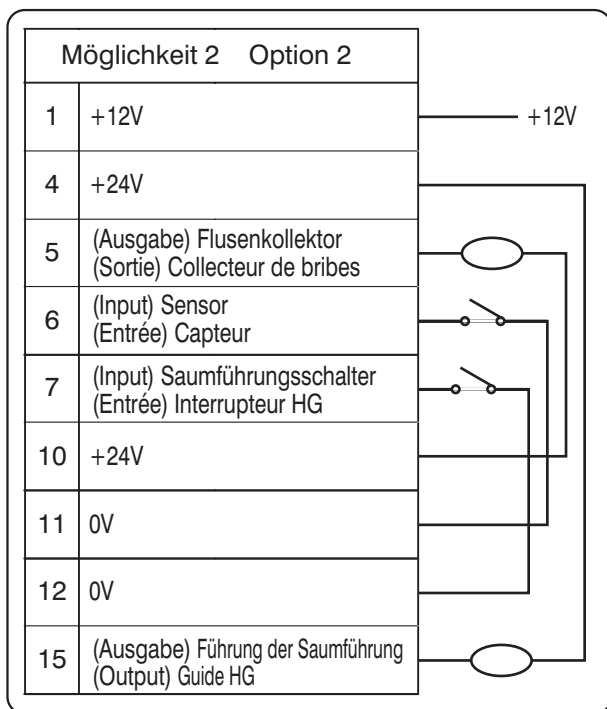 Möglichkeit 2 Option 2
1 +12V +12V
4 +24V
5 (Ausgabe) Flusenkollektor
(Sortie) Collecteur de bribes
6 (Input) Sensor
(Entrée) Capteur
7 (Input) Saumführungsschalter
(Entrée) Interrupteur HG
10 +24V
11 0V
12 0V
15 (Ausgabe) Führung der Saumführung
(Output) Guide HG